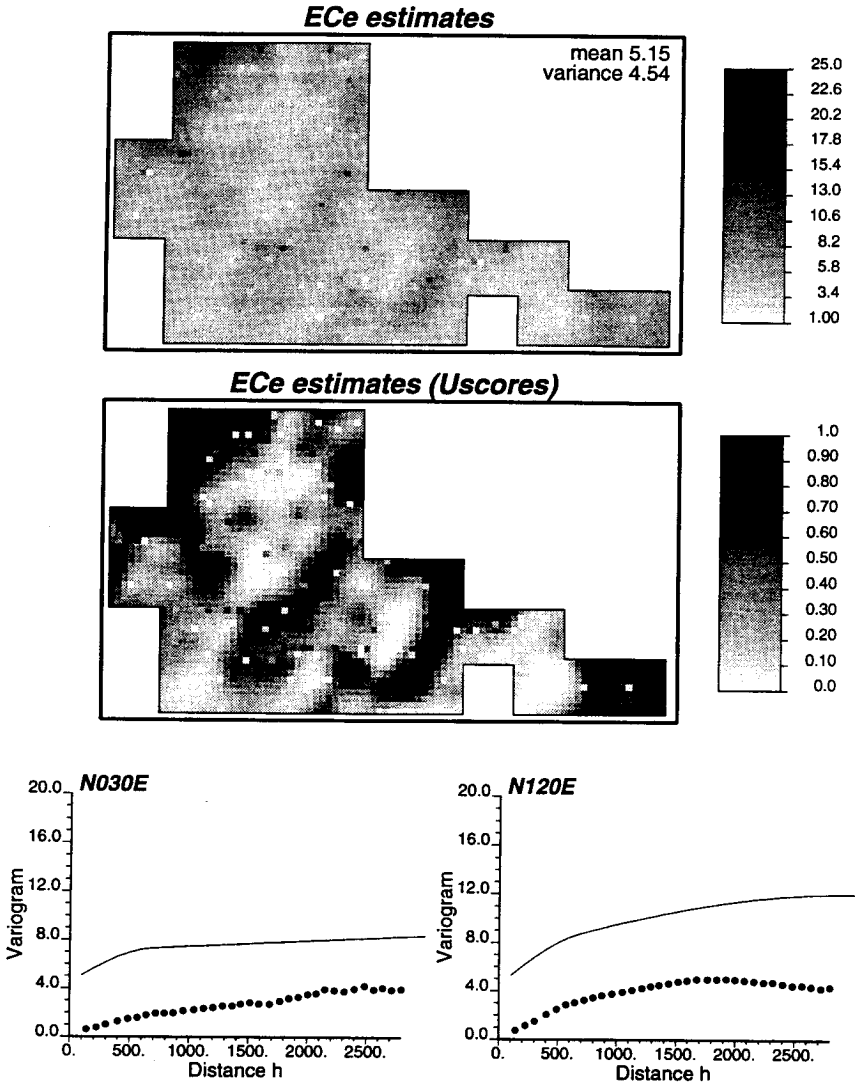 ECe estimates
mean 5.15
variance 4.54
25.0
22.6
20.2
17.8
15.4
13.0
10.6
8.2
5.8
3.4
1.00
ECe estimates (Uscores)
1.0
0.90
0.80
0.70
0.60
0.50
0.40
0.30
0.20
0.10
0.0
N030E
20.0
16.0
12.0
8.0
4.0
0.0
Variogram
0. 500. 1000. 1500. 2000. 2500.
Distance h
N120E
20.0
16.0
12.0
8.0
4.0
0.0
Variogram
0. 500. 1000. 1500. 2000. 2500.
Distance h